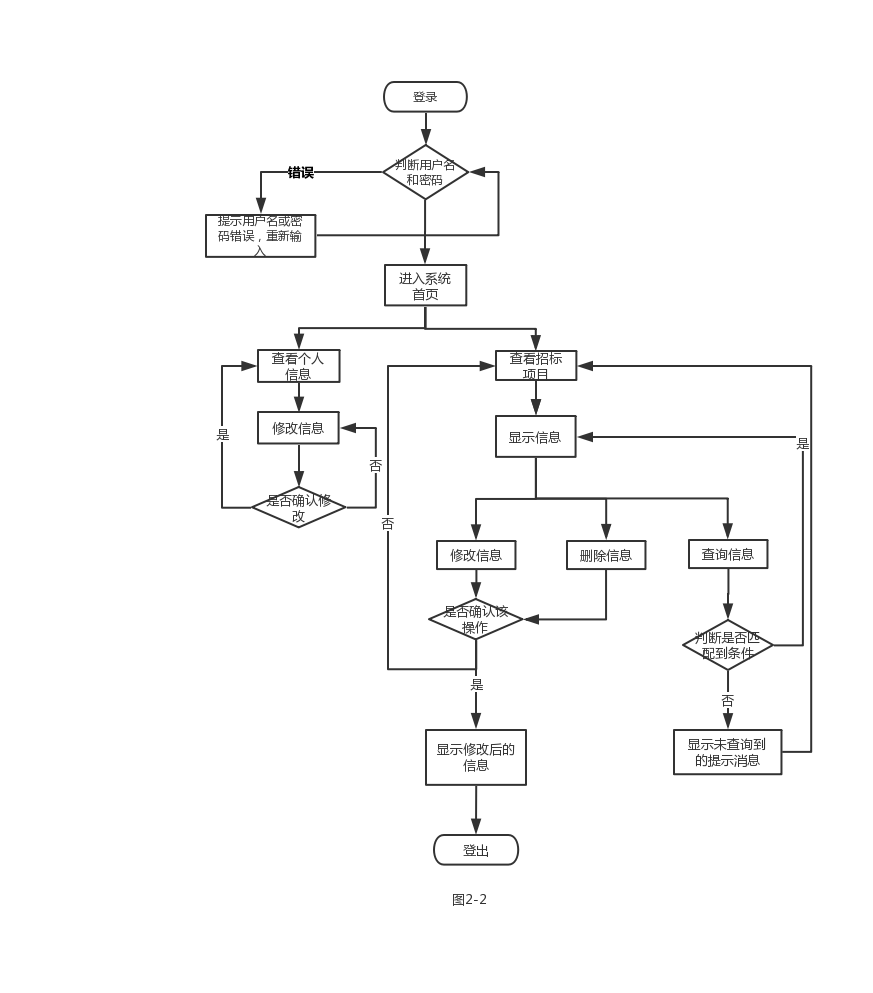 登录
判断用户名
和密码
错误
提示用户名或密
码错误，重新输
入
进入系统
首页
查看个人
信息
查看招标
项目
修改信息
显示信息
是
否
是
是否确认修
改
否
修改信息
删除信息
查询信息
是否确认该
操作
判断是否匹
配到条件
是
否
显示修改后的
信息
显示未查询到
的提示消息
登出
图2-2